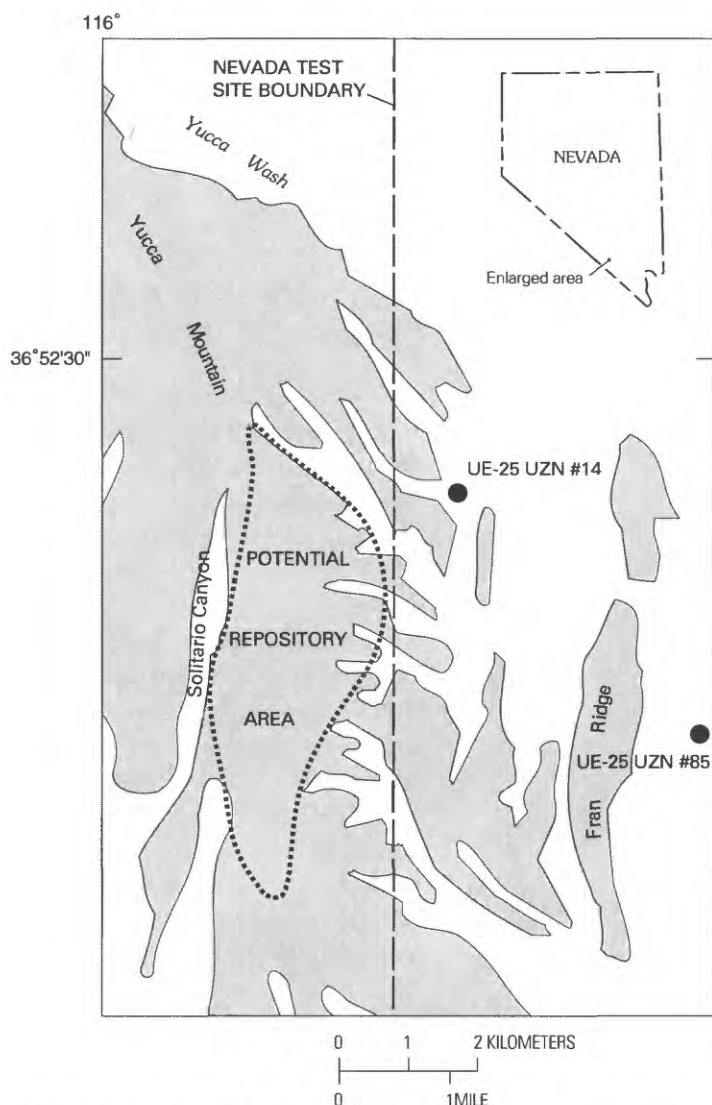 116°
NEVADA TEST
SITE BOUNDARY
Yucca Wash
NEVADA
Enlarged area
Yucca Mountain
36°52'30"
UE-25 UZN #14
Solitario Canyon
POTENTIAL
REPOSITORY
AREA
Fran Ridge
UE-25 UZN #85
0 1 2 KILOMETERS
0 1MILE